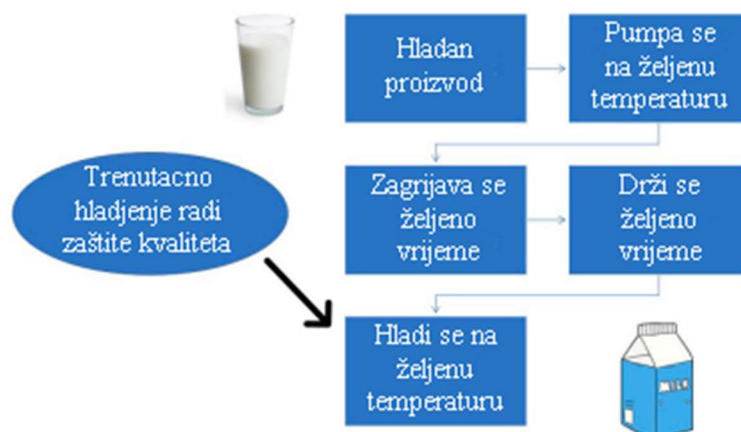 Hladan
proizvod
Pumpa se
na željenu
temperaturu
Trenutacno
hladjenje radi
zaštite kvaliteta
Zagrijava se
željeno
vrijeme
Drži se
željeno
vrijeme
Hladi se na
željenu
temperaturu
MILK